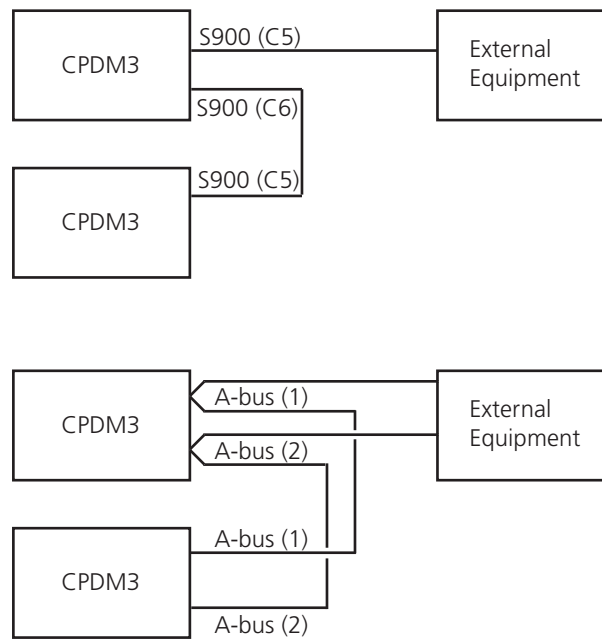 CPDM3
S900 (C5)
External
Equipment
S900 (C6)
CPDM3
S900 (C5)
CPDM3
A-bus (1)
External
Equipment
A-bus (2)
CPDM3
A-bus (1)
A-bus (2)